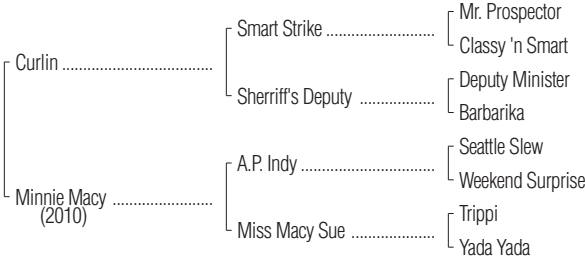 Mr. Prospector
Smart Strike ........................
Classy 'n Smart
Curlin ...................................
Deputy Minister
Sherriff's Deputy .................
Barbarika
Seattle Slew
A.P. Indy ...............................
Weekend Surprise
Minnie Macy .......................
(2010)
Trippi
Miss Macy Sue ...................
Yada Yada